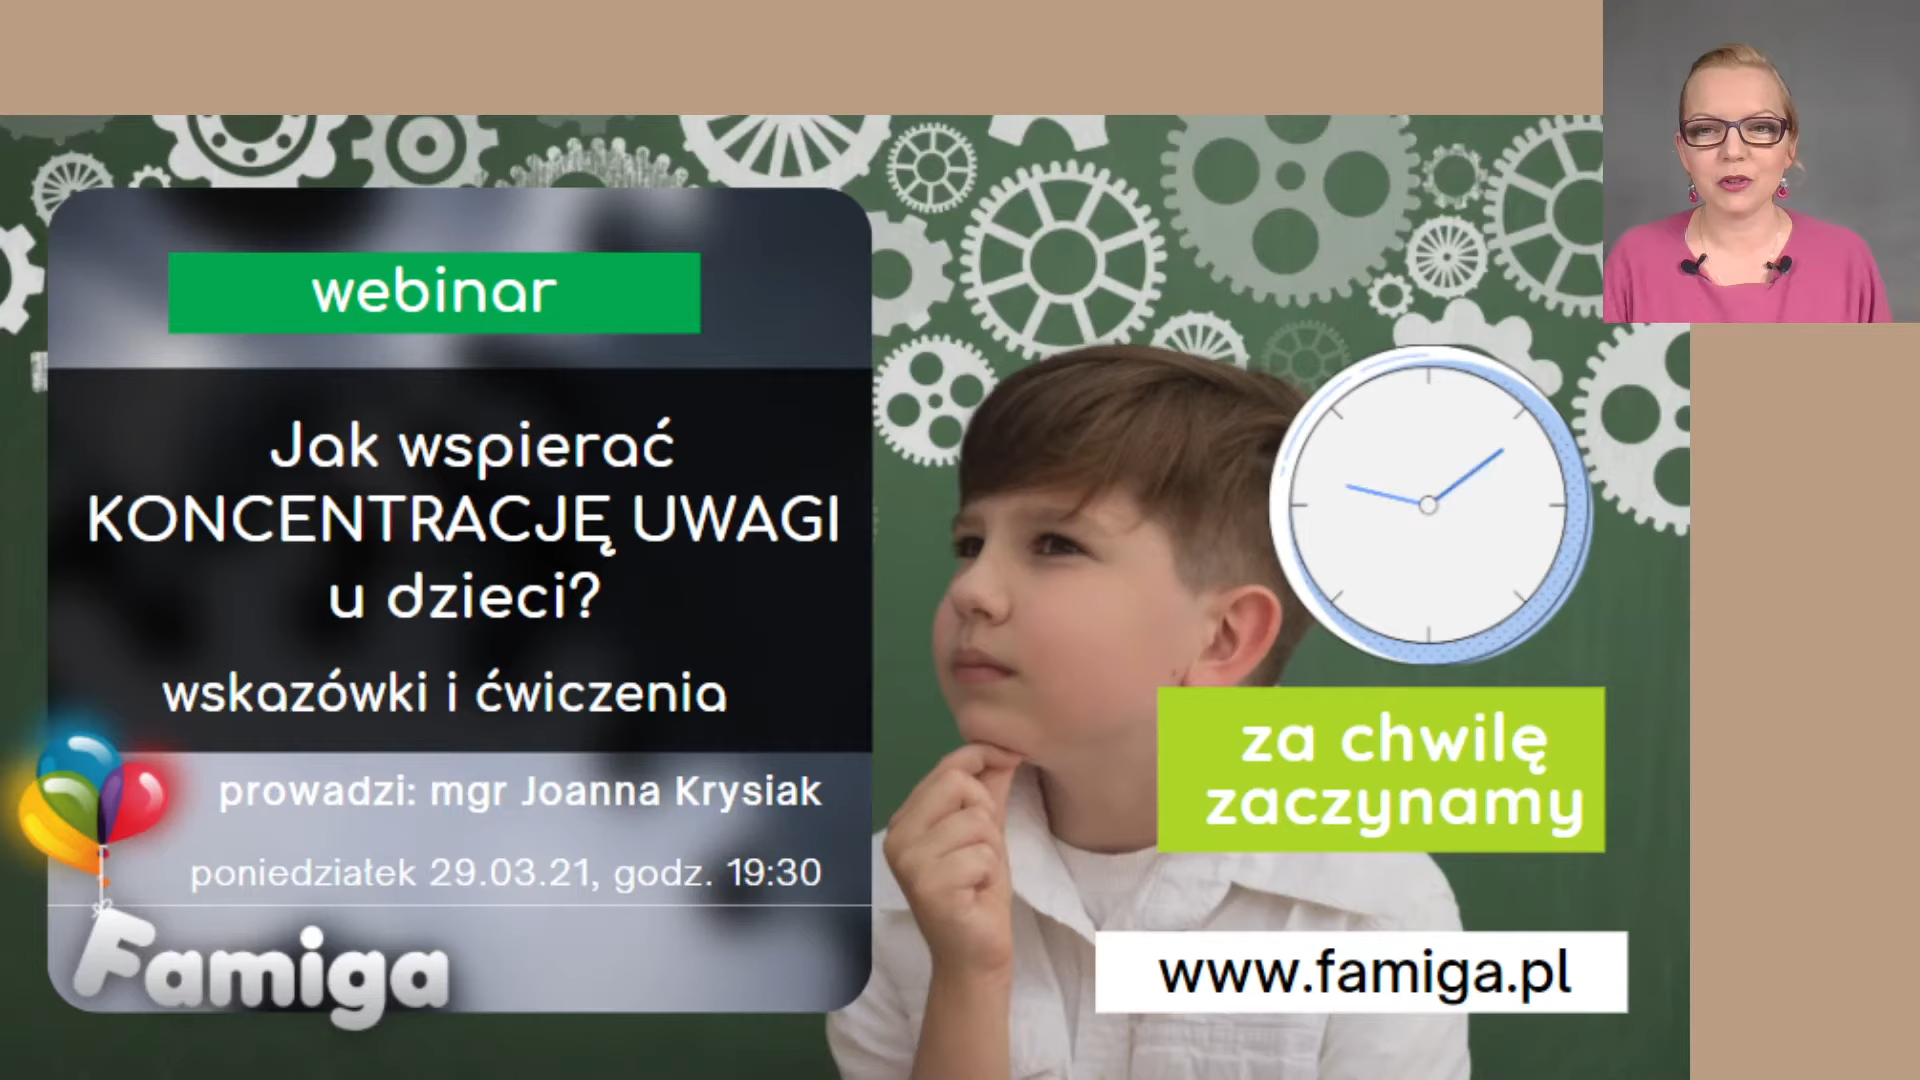 webinar
Jak wspierać
KONCENTRACJĘ UWAGI
u dzieci?
wskazówki i ćwiczenia
prowadzi: mgr Joanna Krysiak
poniedziałek 29.03.21, godz. 19:30
Famiga
za chwilę
zaczynamy
www.famiga.pl